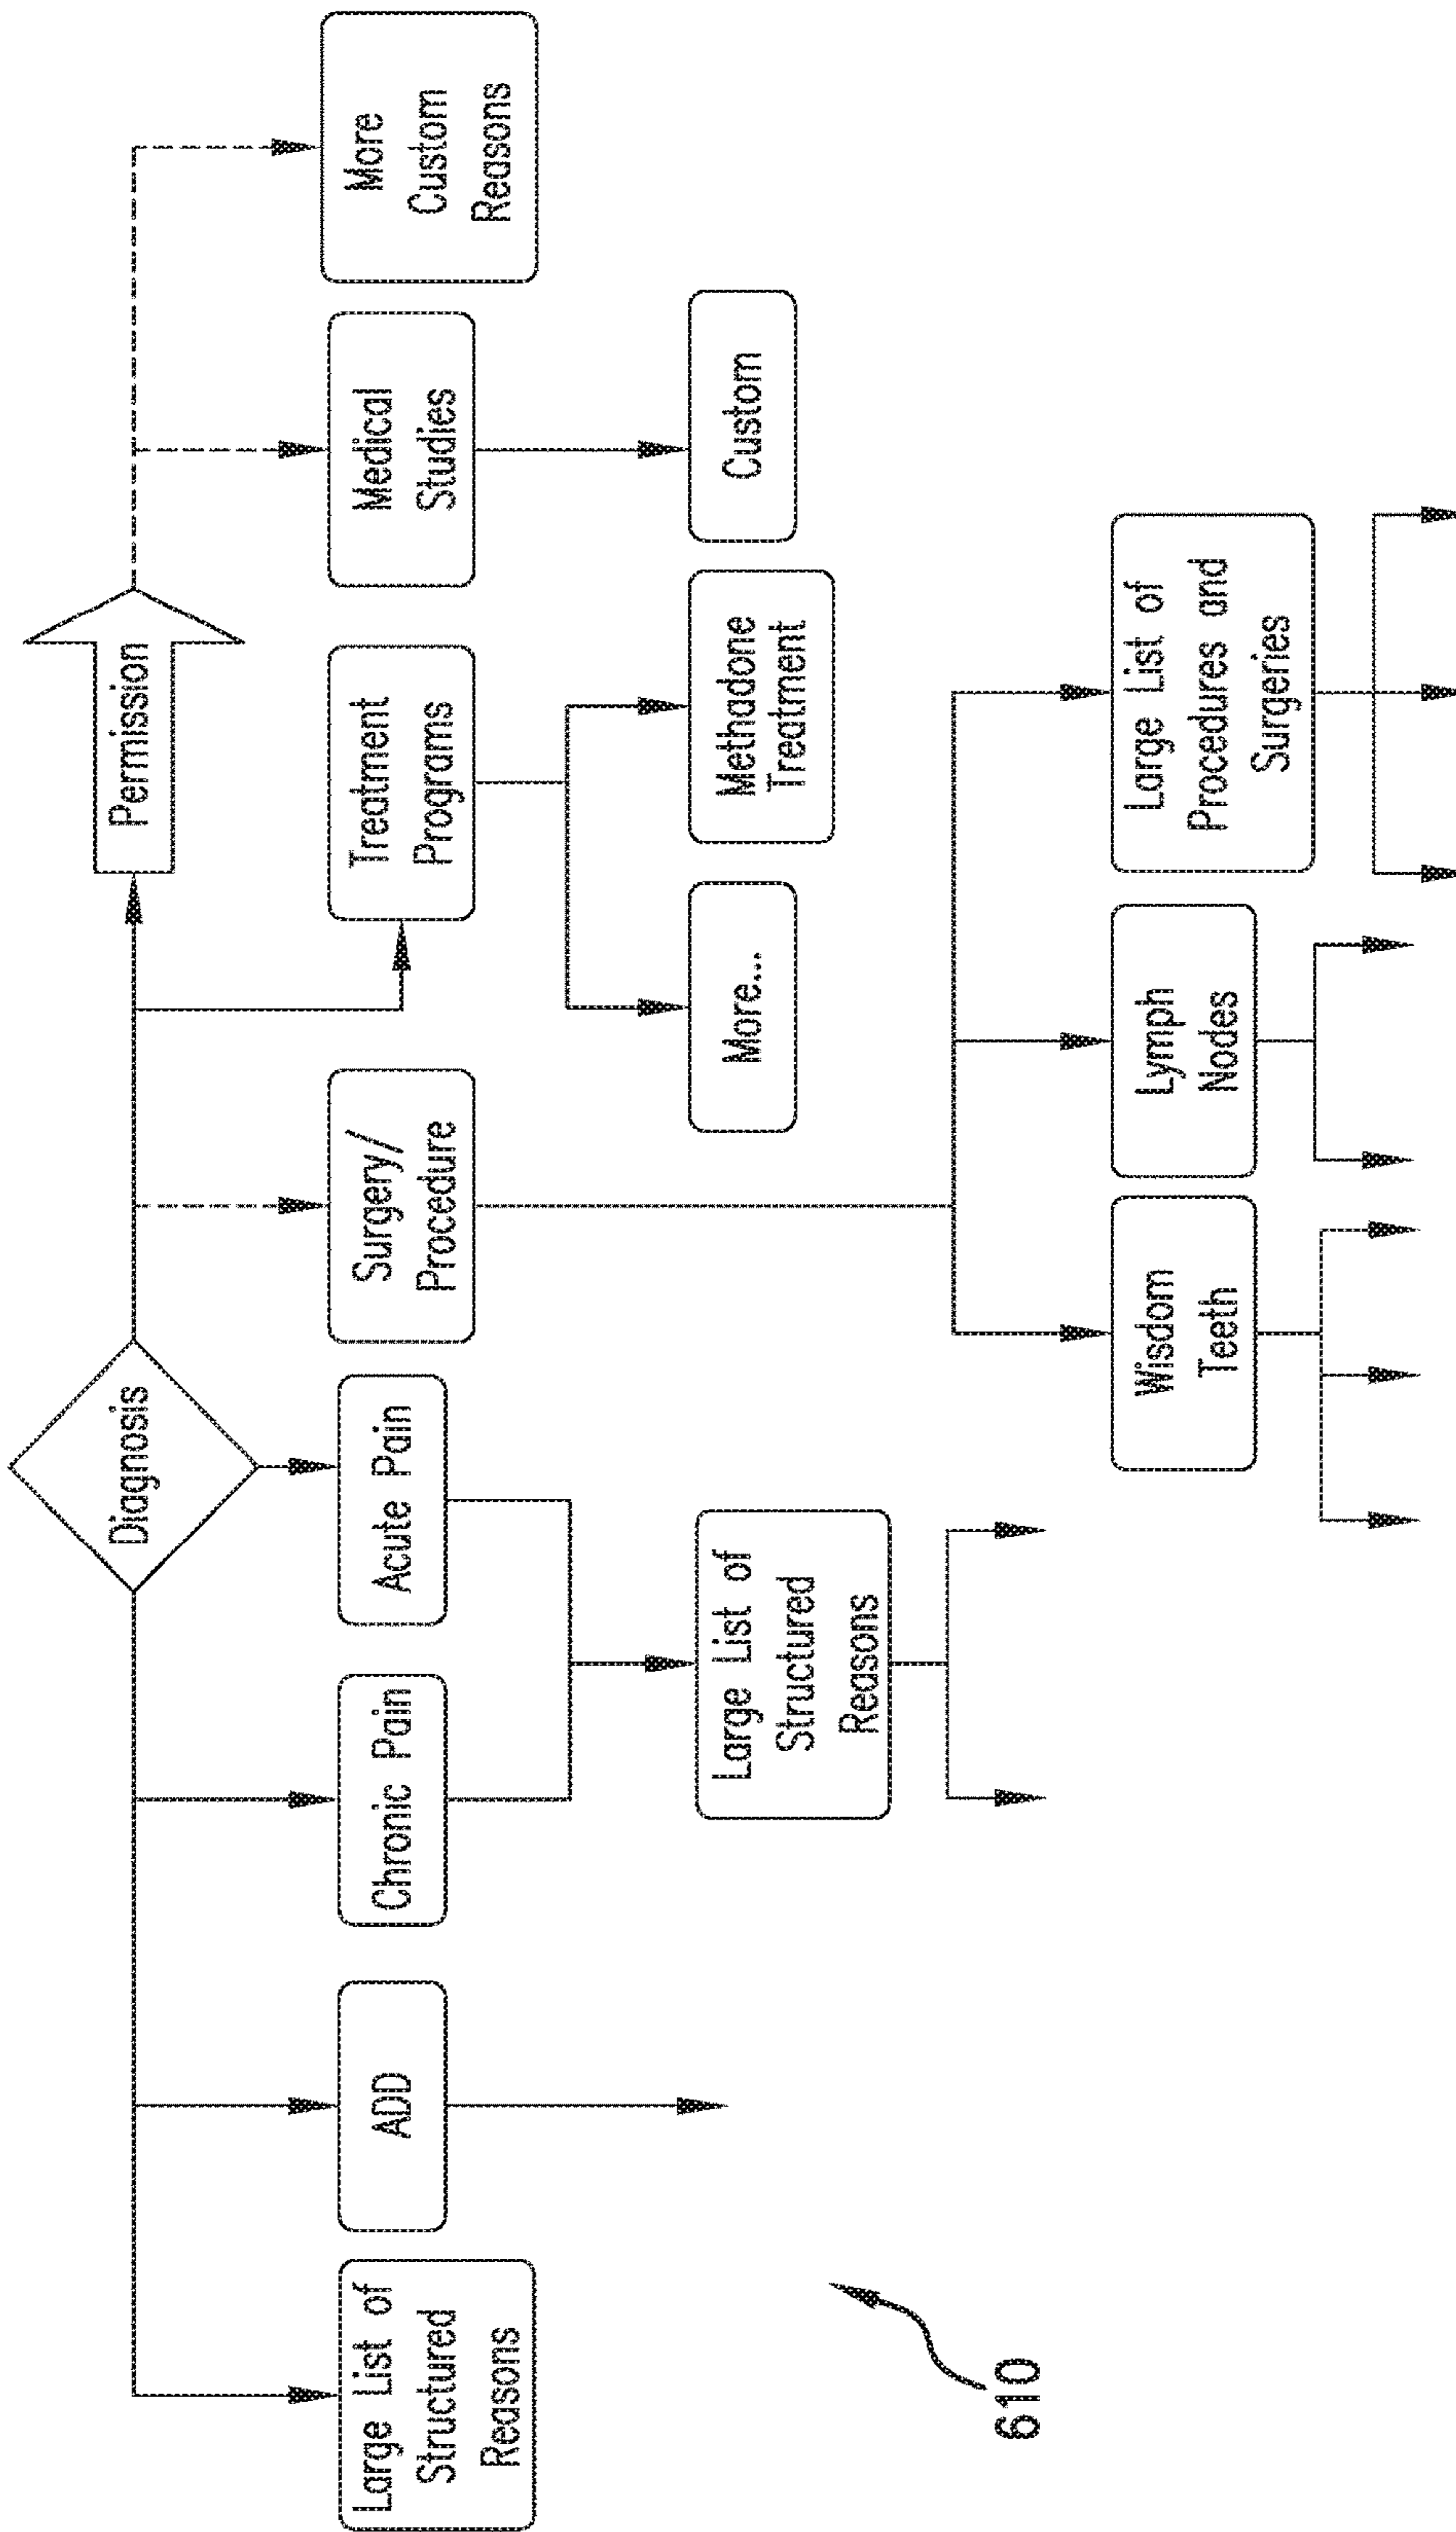 Diagnosis
Permission
Large List of
Structured
Reasons
ADD
Chronic Pain
Acute Pain
Surgery/
Procedure
Treatment
Programs
Medical
Studies
More
Custom
Reasons
Large List of
Structured
Reasons
More...
Methadone
Treatment
Custom
Wisdom
Teeth
Lymph
Nodes
Large List of
Procedures and
Surgeries
610